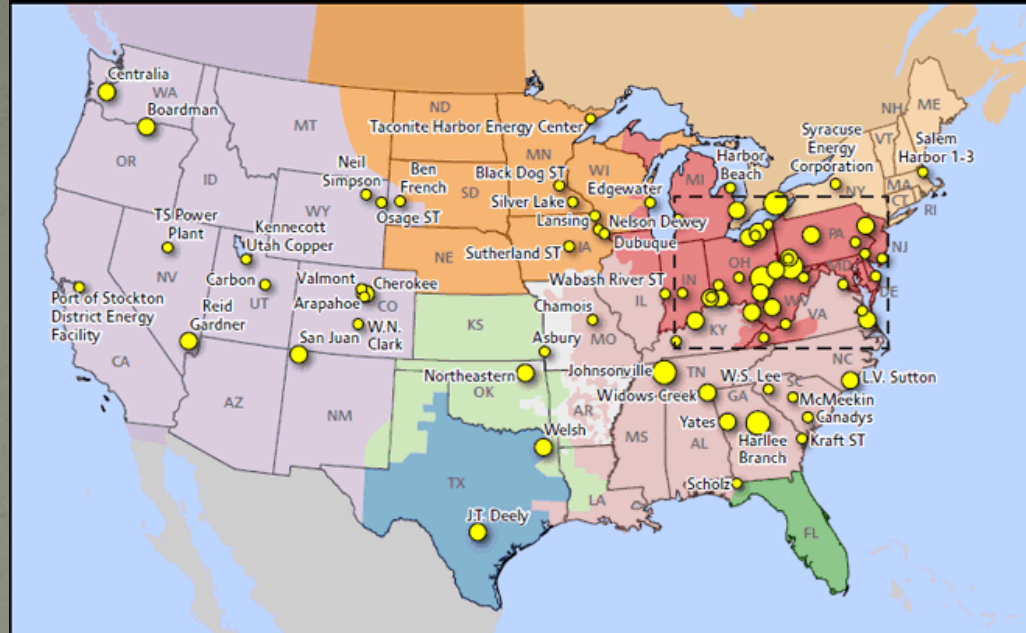 Centralia
WA
Boardman
OR
MT
ID
WY
Neil
Simpson
Ben
French
Osage ST
ND
SD
NE
Taconite Harbor Energy Center
MN
WI
Black Dog ST
Silver Lake
Lansing
Edgewater
Nelson Dewey
Dubuque
Sutherland ST
IA
MI
Harbor
Beach
Syracuse
Energy
Corporation
NY
NH
ME
VT
Salem
Harbor 1-3
MA
CT
RI
TS Power
Plant
NV
Kennecott
Utah Copper
Carbon
UT
Valmont
Cherokee
Arapahoe
CO
W.N.
Clark
Port of Stockton
District Energy
Facility
Reid
Gardner
San Juan
CA
AZ
NM
KS
Wabash River ST
IL
IN
OH
PA
NJ
MD
DE
WV
VA
KY
Chamois
MO
Asbury
Northeastern
OK
AR
Johnsonville
TN
Widows Creek
W.S. Lee
NC
SC
L.V. Sutton
McMeekin
Canadys
Kraft ST
GA
Yates
Harllee
Branch
MS
AL
Welsh
TX
LA
Scholz
J.T. Deely
FL